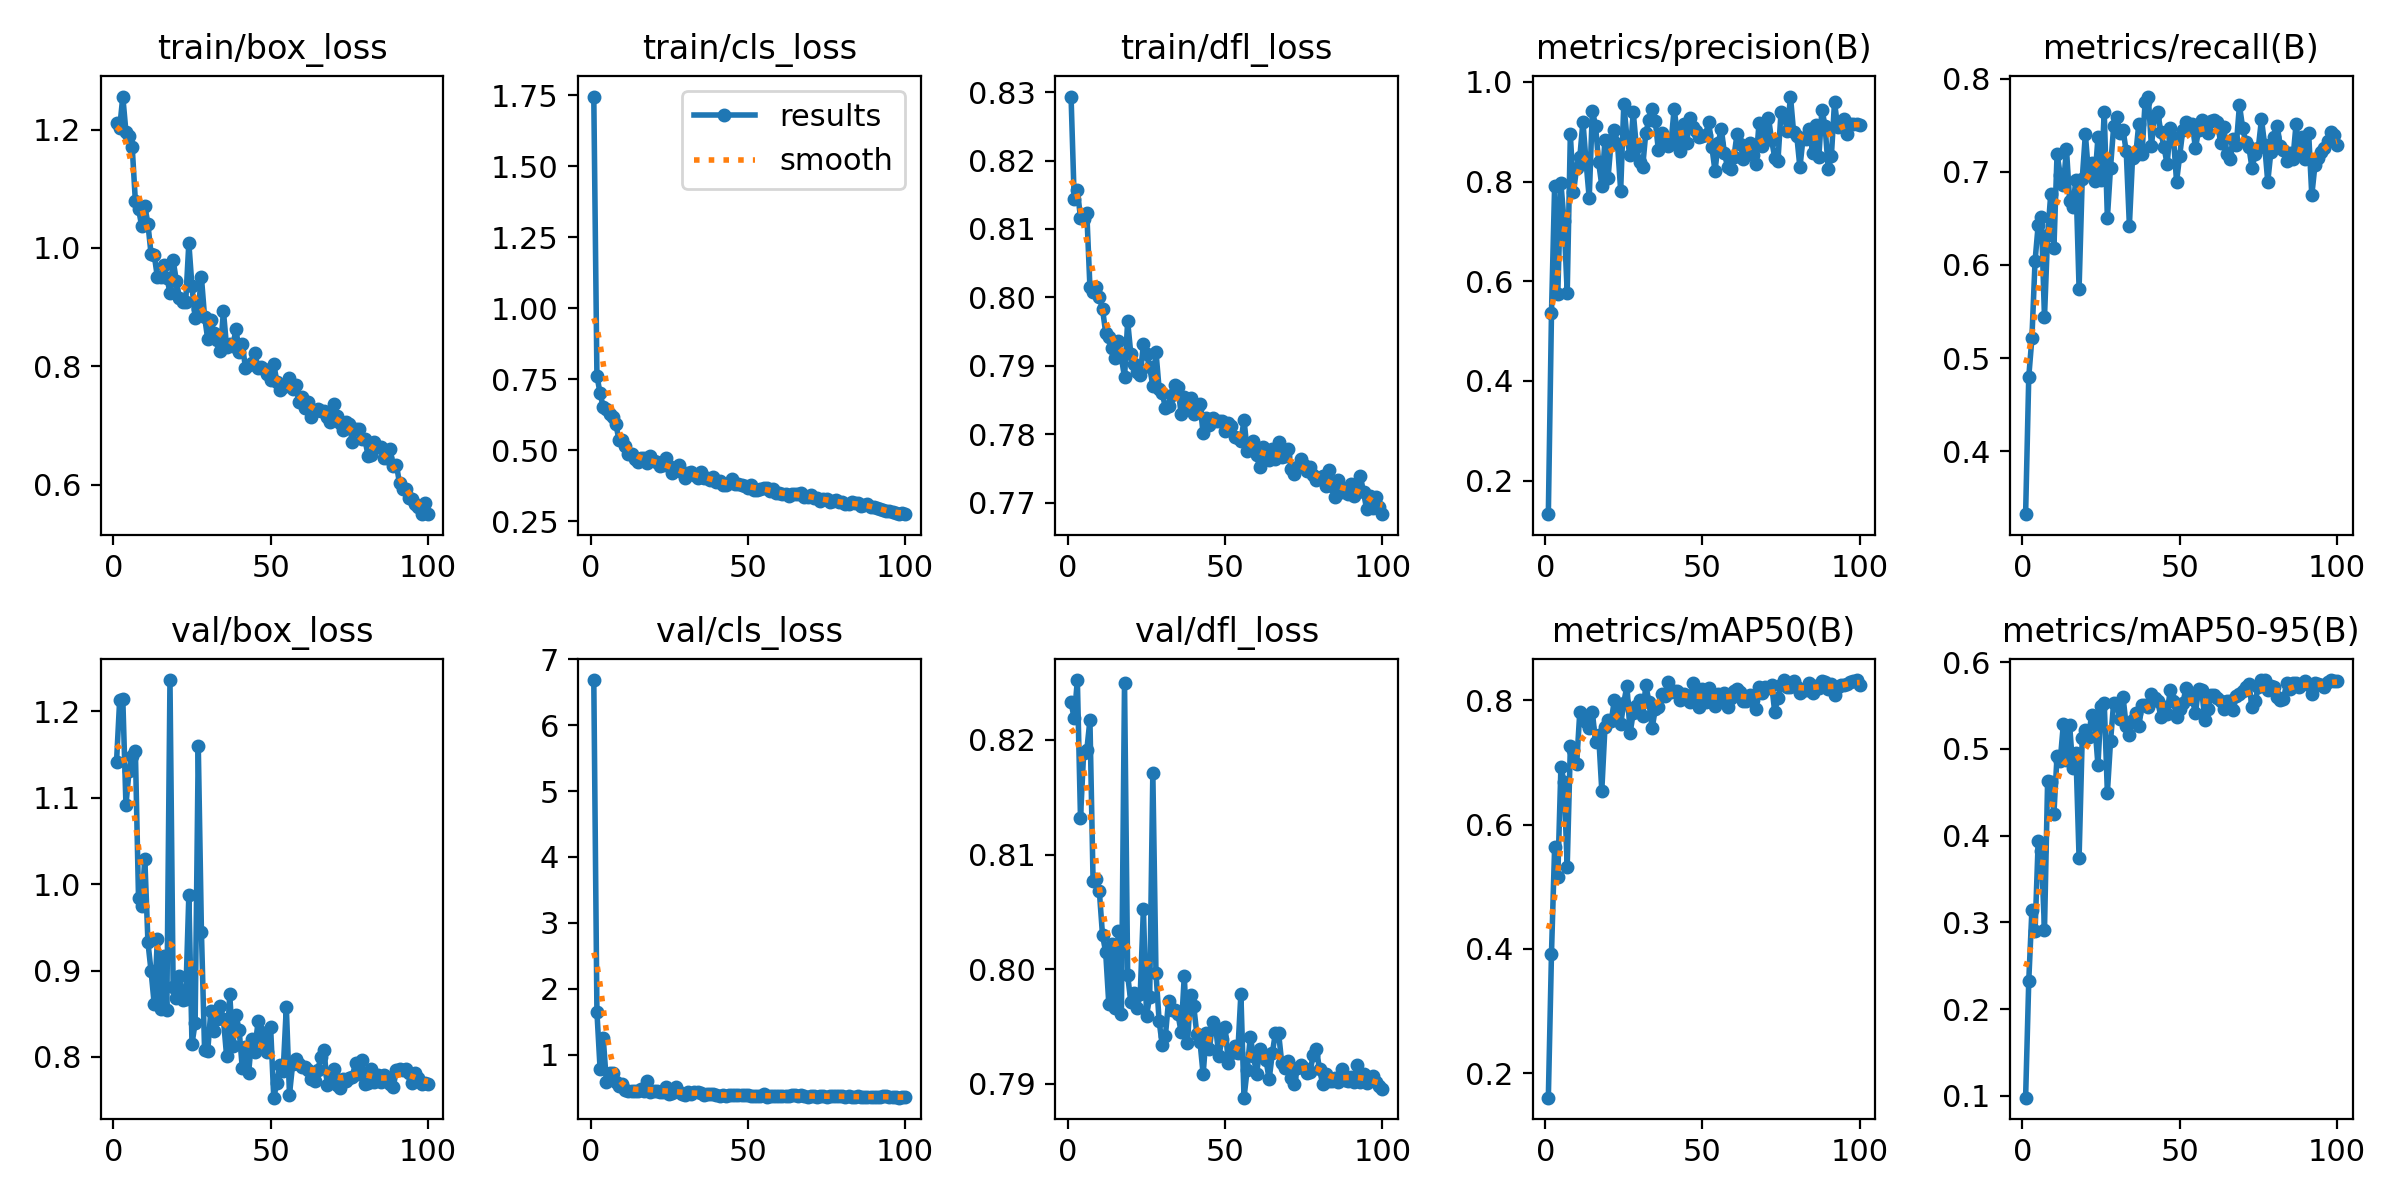 train/box_loss
1.2
1.0
0.8
0.6
0 50 100
train/cls_loss
results
smooth
1.75
1.50
1.25
1.00
0.75
0.50
0.25
0 50 100
train/dfl_loss
0.83
0.82
0.81
0.80
0.79
0.78
0.77
0 50 100
metrics/precision(B)
1.0
0.8
0.6
0.4
0.2
0 50 100
metrics/recall(B)
0.8
0.7
0.6
0.5
0.4
0 50 100
val/box_loss
1.2
1.1
1.0
0.9
0.8
0 50 100
val/cls_loss
7
6
5
4
3
2
1
0 50 100
val/dfl_loss
0.82
0.81
0.80
0.79
0 50 100
metrics/mAP50(B)
0.8
0.6
0.4
0.2
0 50 100
metrics/mAP50-95(B)
0.6
0.5
0.4
0.3
0.2
0.1
0 50 100